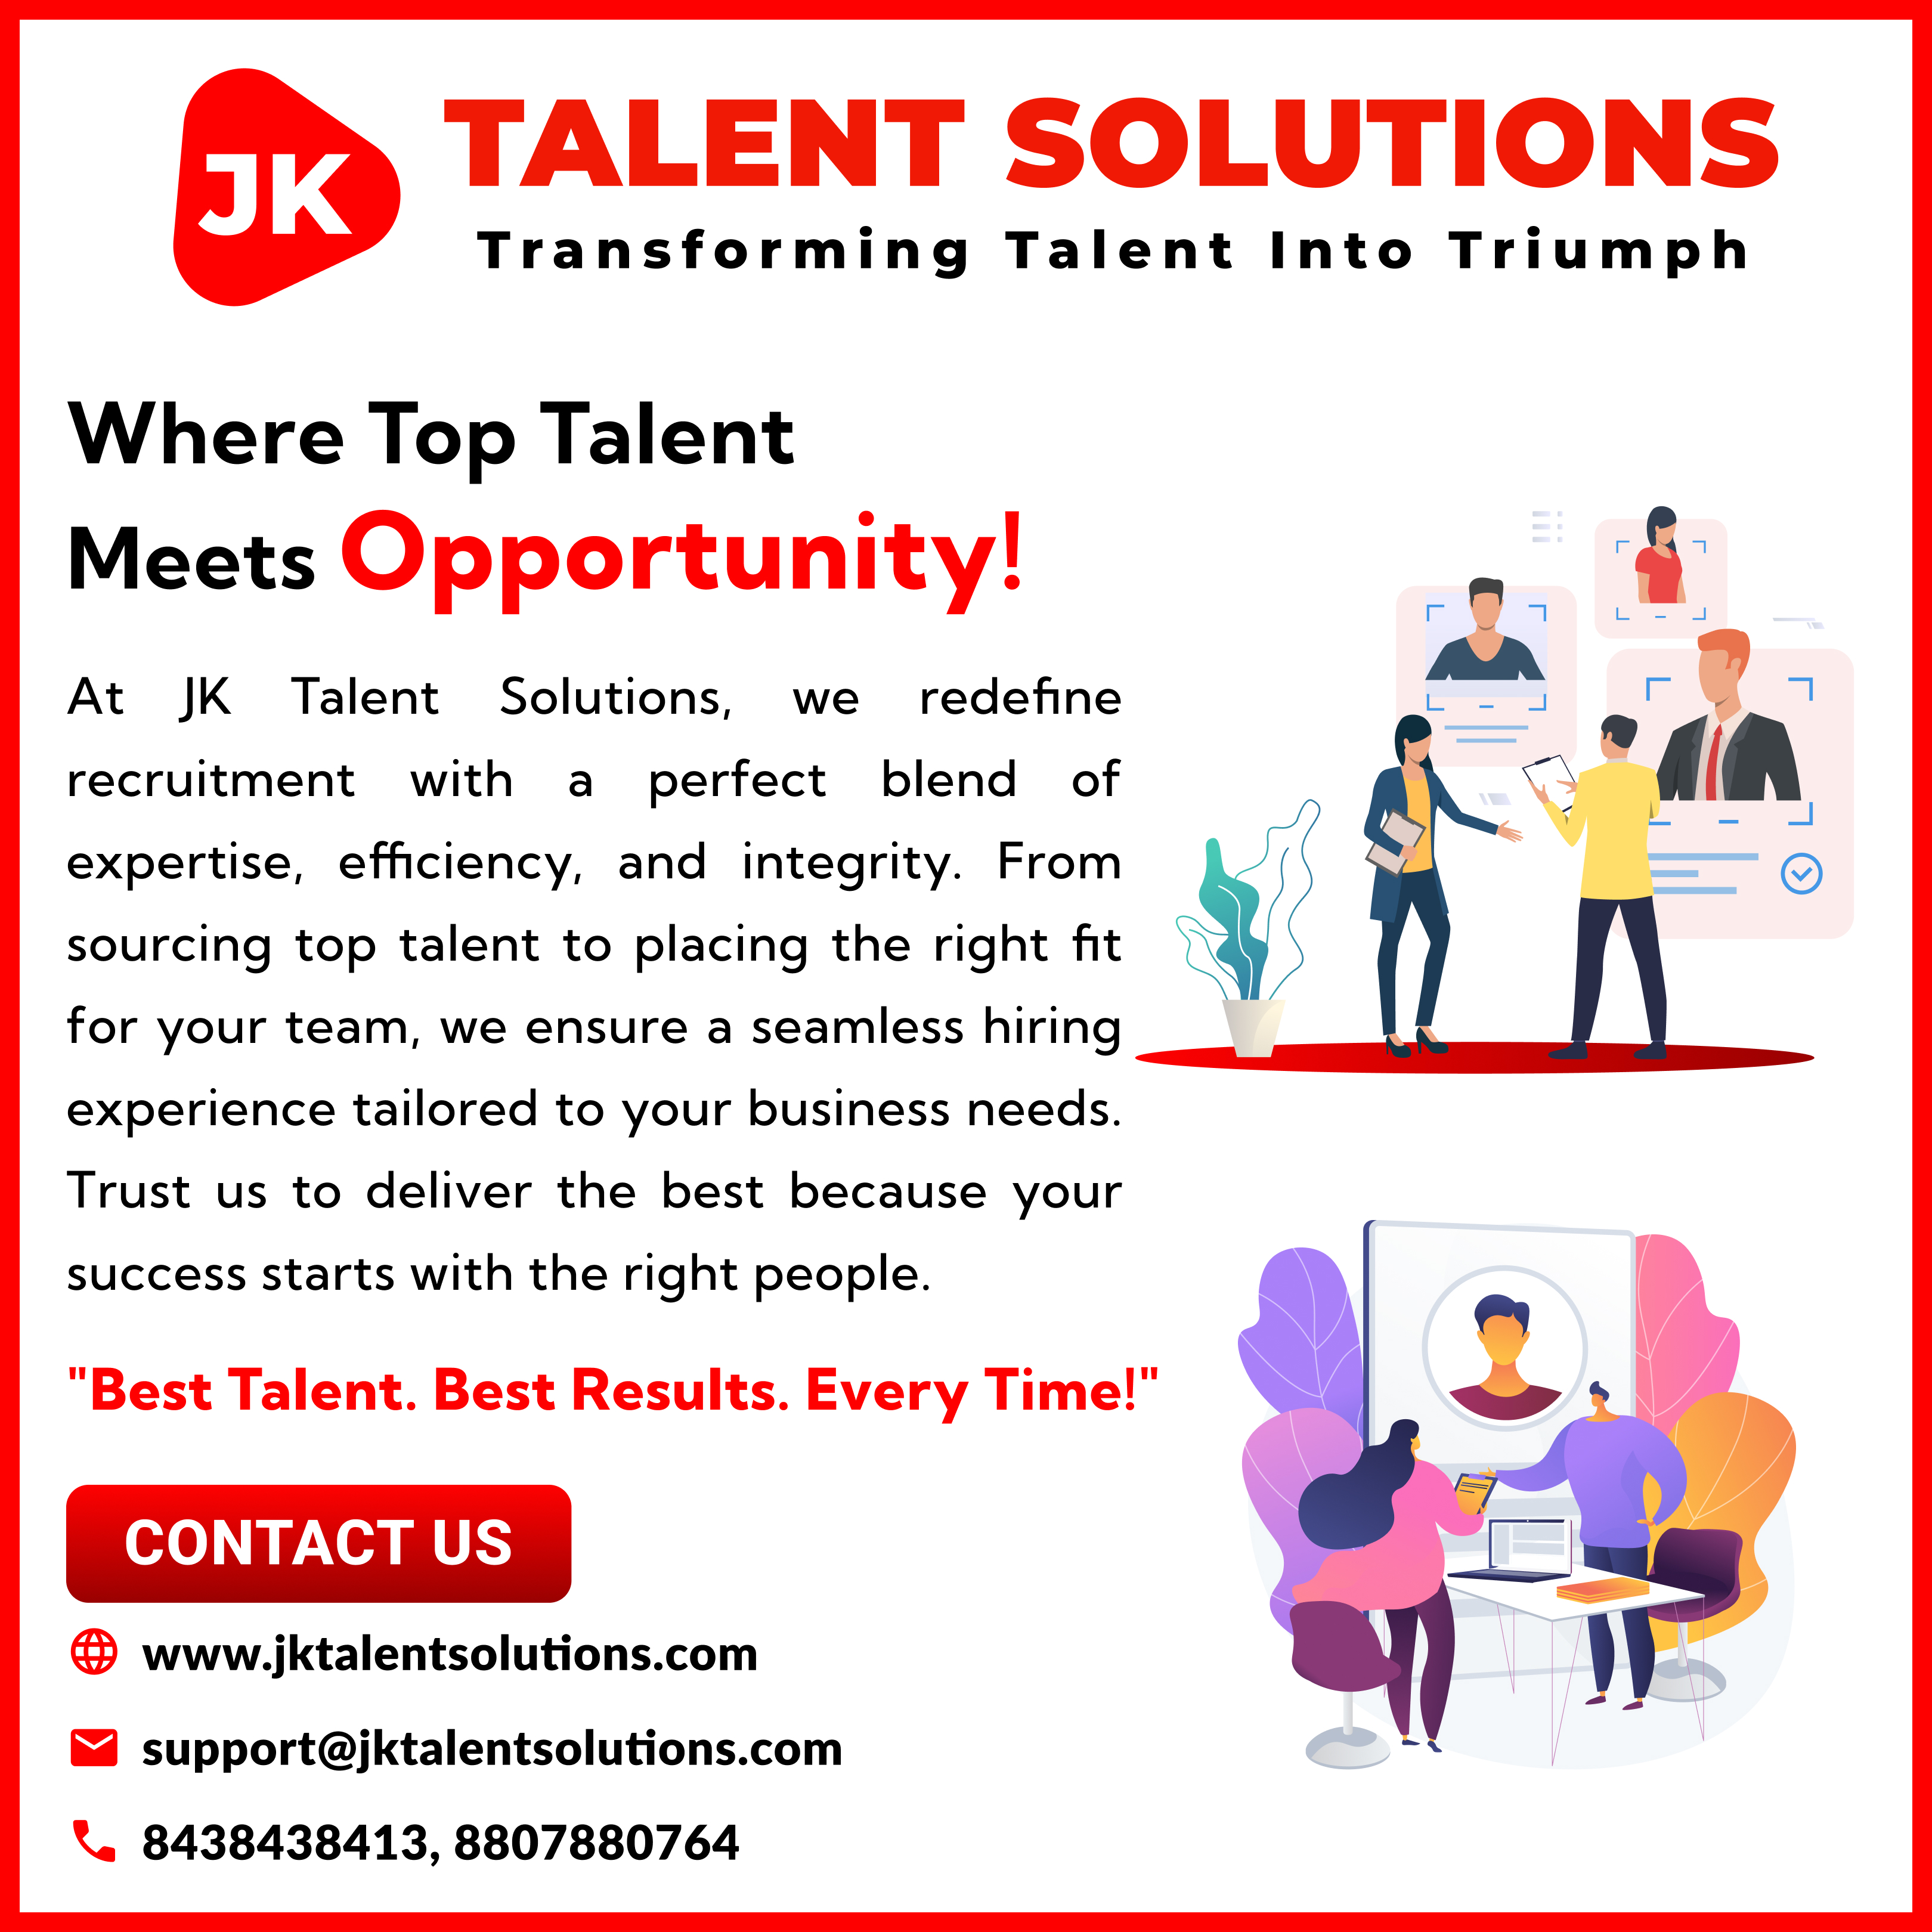 JK
TALENT SOLUTIONS
Transforming Talent Into Triumph
Where Top Talent
Meets Opportunity!
At JK Talent Solutions, we redefine
recruitment with a perfect blend of
expertise, efficiency, and integrity. From
sourcing top talent to placing the right fit
for your team, we ensure a seamless hiring
experience tailored to your business needs.
Trust us to deliver the best because your
success starts with the right people.
"Best Talent. Best Results. Every Time!"
CONTACT US
www.jktalentsolutions.com
support@jktalentsolutions.com
8438438413, 8807880764